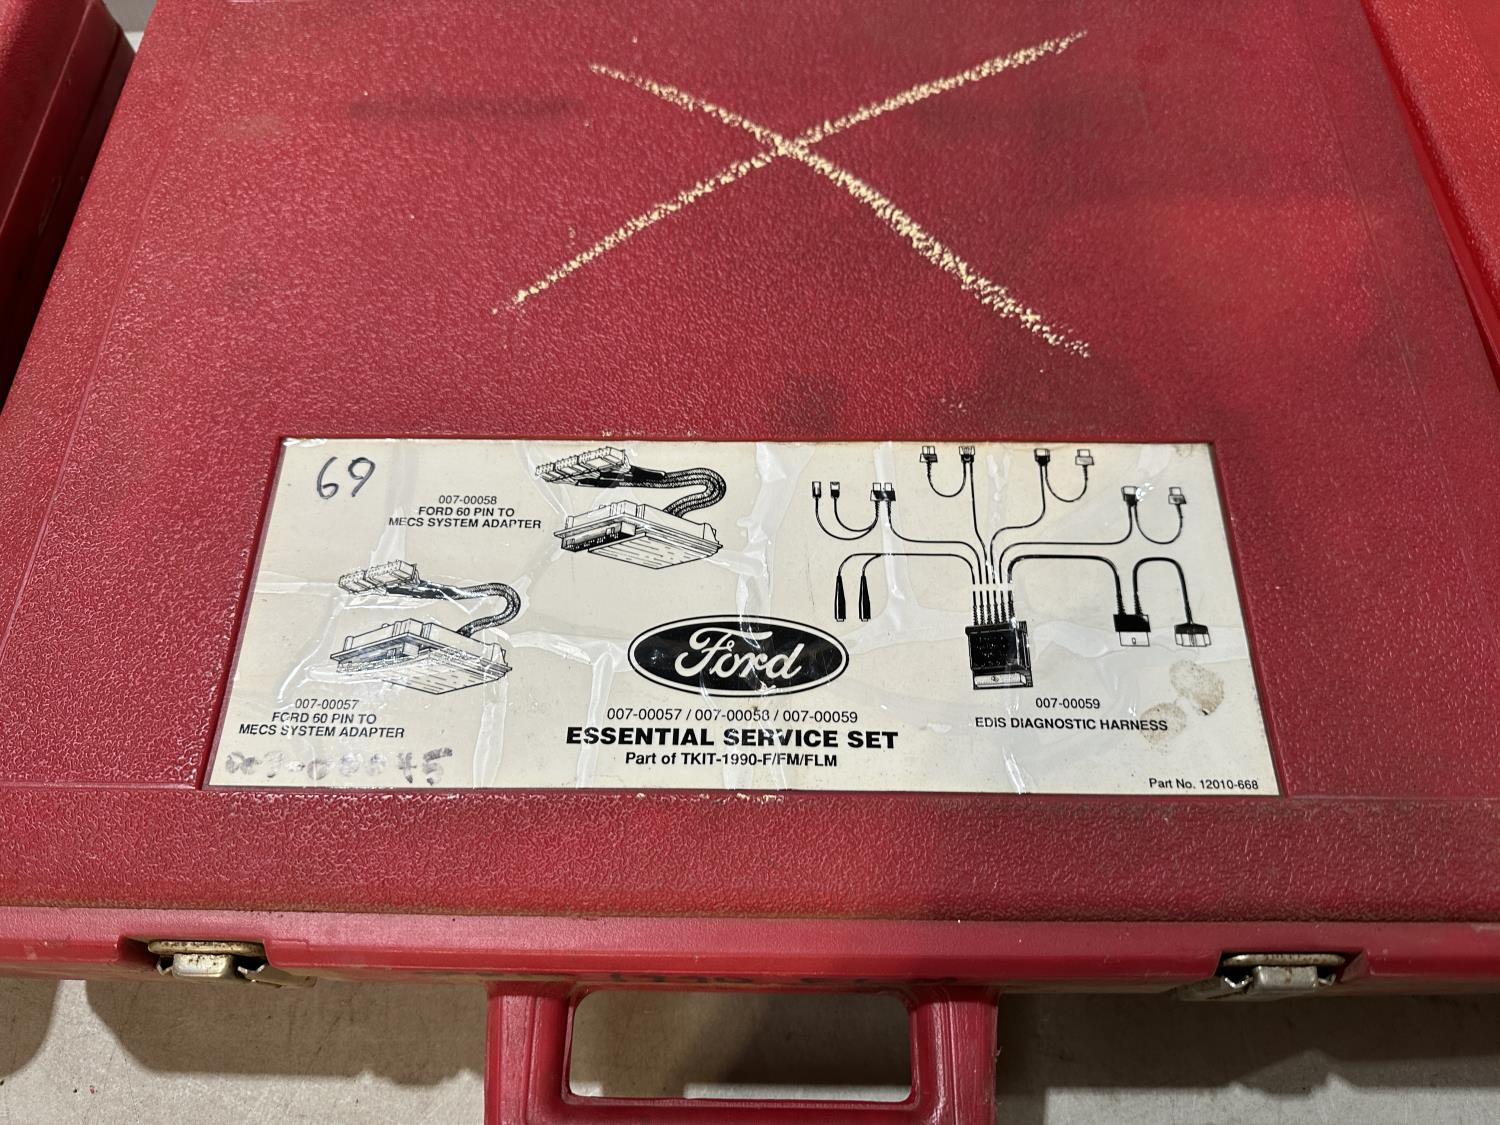 69
007-00058
FORD 60 PIN TO
MECS SYSTEM ADAPTER
007-00057
FORD 60 PIN TO
MECS SYSTEM ADAPTER
Ford
007-00057 / 007-00058 / 007-00059
ESSENTIAL SERVICE SET
Part of TKIT-1990-F/FM/FLM
007-00059
EDIS DIAGNOSTIC HARNESS
Part No. 12010-668